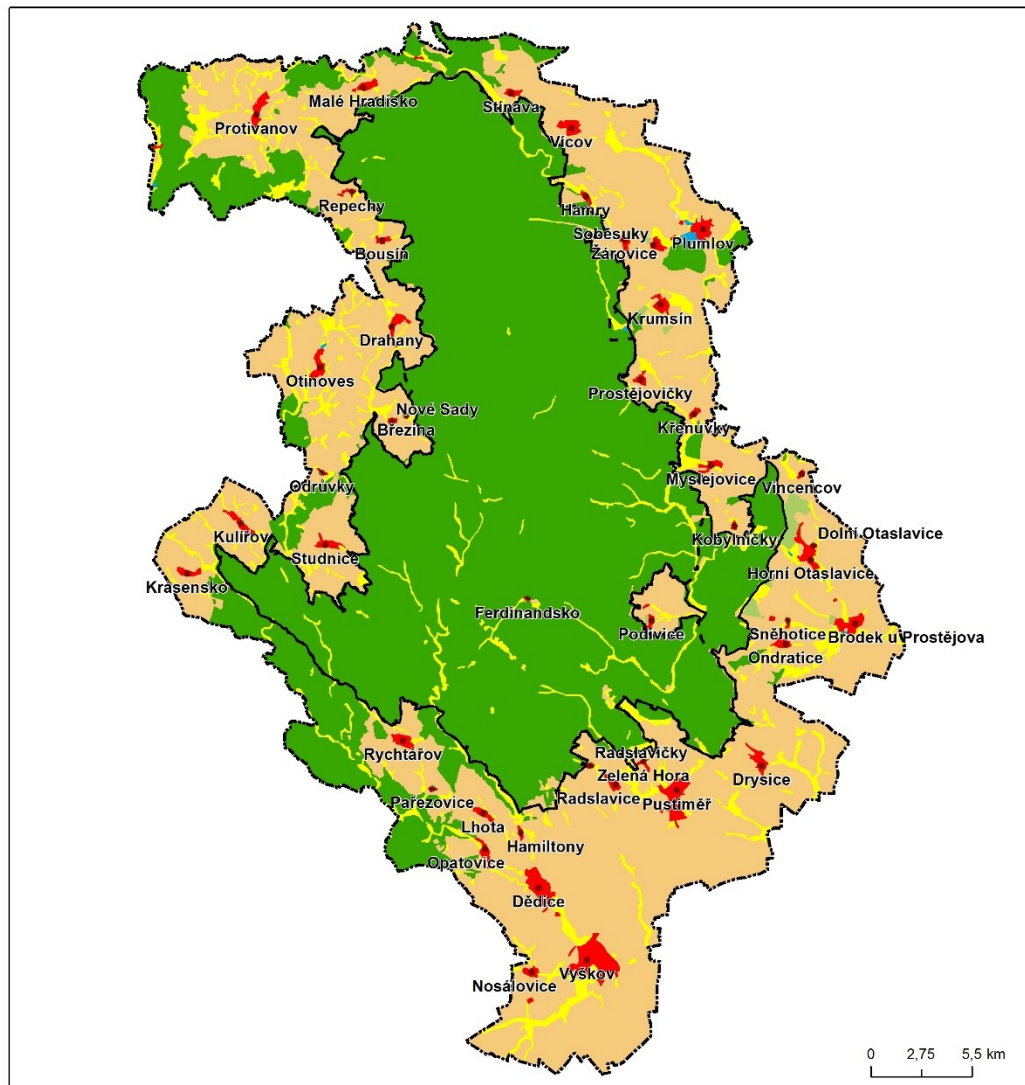 Malé Hradisko
Stínava
Protivanov
Vícov
Repechy
Hamry
Soběsuky
Plumlov
Žárovice
Bousín
Krumsín
Drahany
Otinoves
Prostějovičky
Nové Sady
Březina
Křenůvky
Odrůvky
Myslejovice
Vincencov
Kulířov
Kobylničky
Dolní Otaslavice
Studnice
Horní Otaslavice
Krásensko
Ferdinandsko
Podivice
Sněhotice
Brodek u Prostějova
Ondratice
Rychtářov
Radslavičky
Drysice
Zelená Hora
Pařezovice
Radslavice
Pustiměř
Lhota
Hamiltony
Opatovice
Dědice
Vyškov
Nosálovice
0 2,75 5,5 km